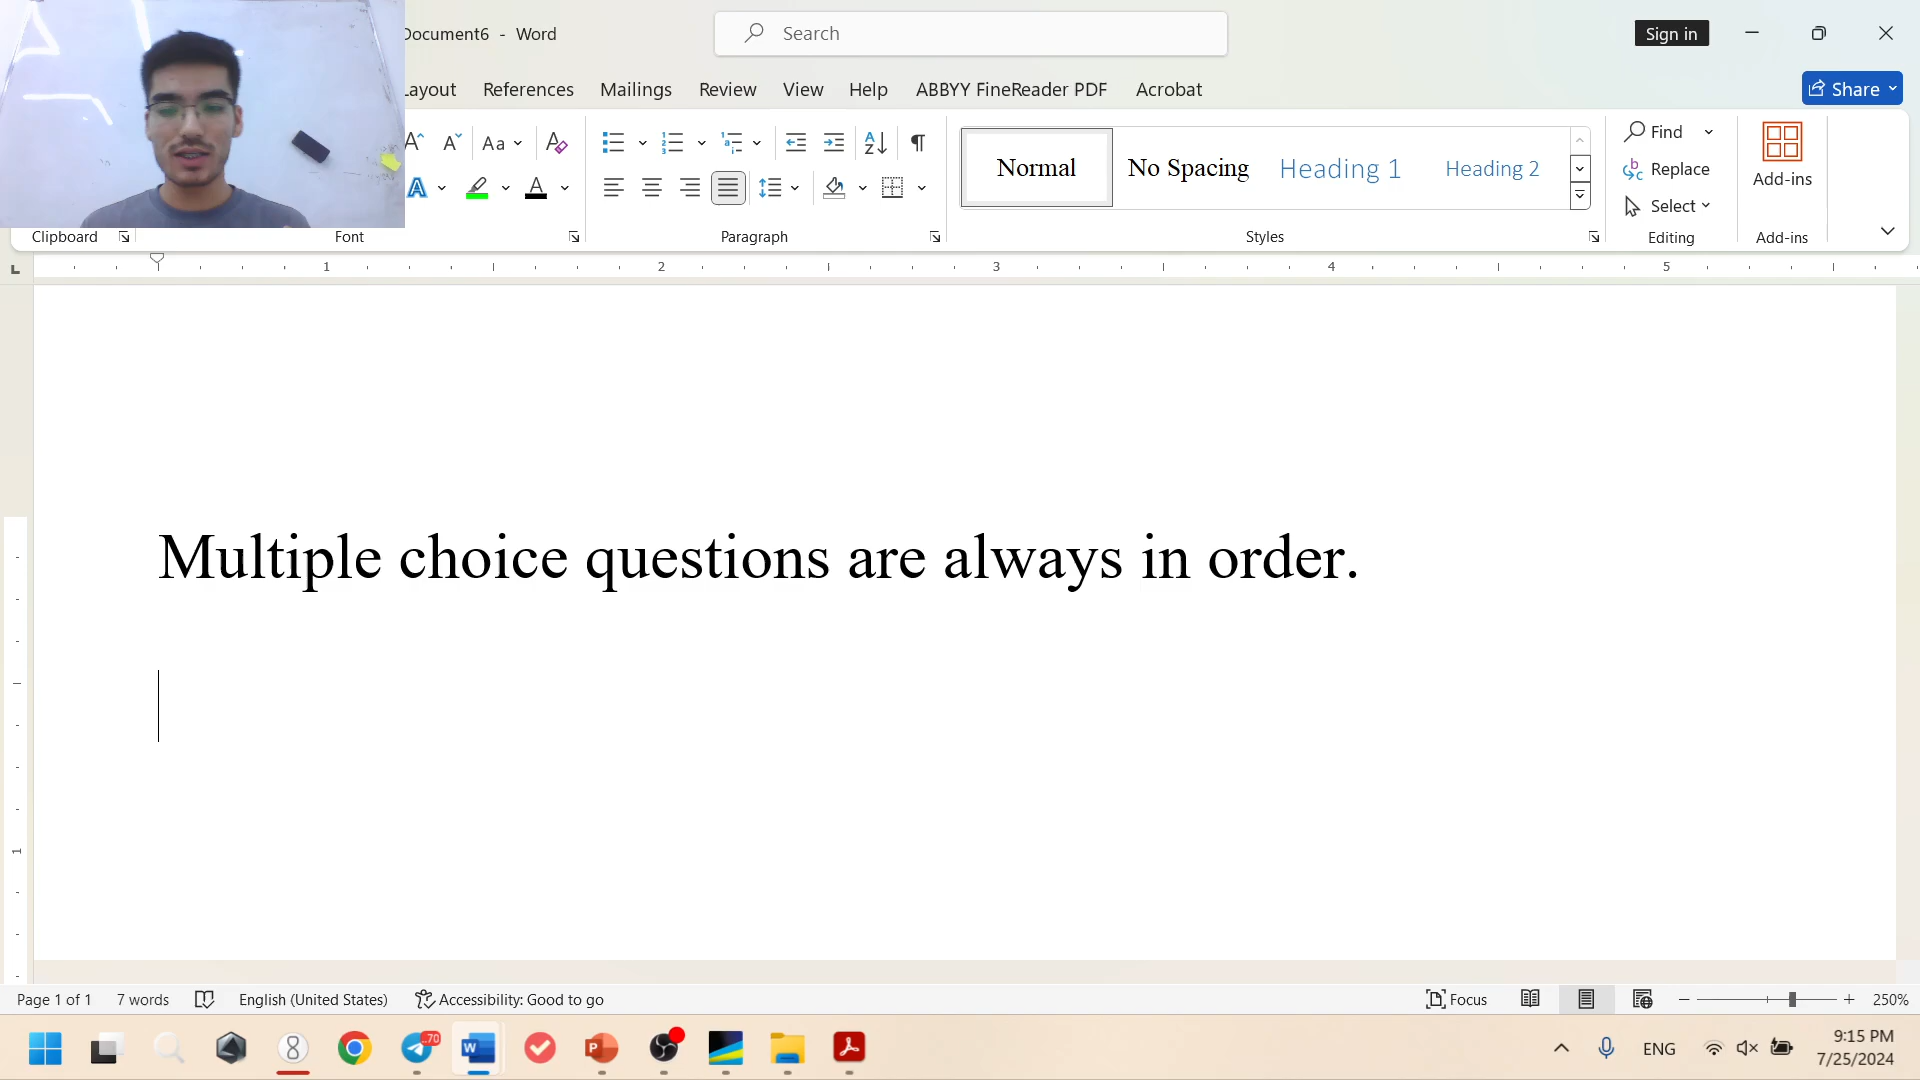 Document6 - Word
Search
Sign in
Layout References Mailings Review View Help ABBYY FineReader PDF Acrobat
Share
Aa
Normal
No Spacing
Heading 1
Heading 2
Find
Replace
Select
Add-ins
Clipboard
Font
Paragraph
Styles
Editing
Add-ins
1 2 3 4 5
Multiple choice questions are always in order.
1
Page 1 of 1
7 words
English (United States)
Accessibility: Good to go
Focus
250%
70
ENG
9:15 PM
7/25/2024